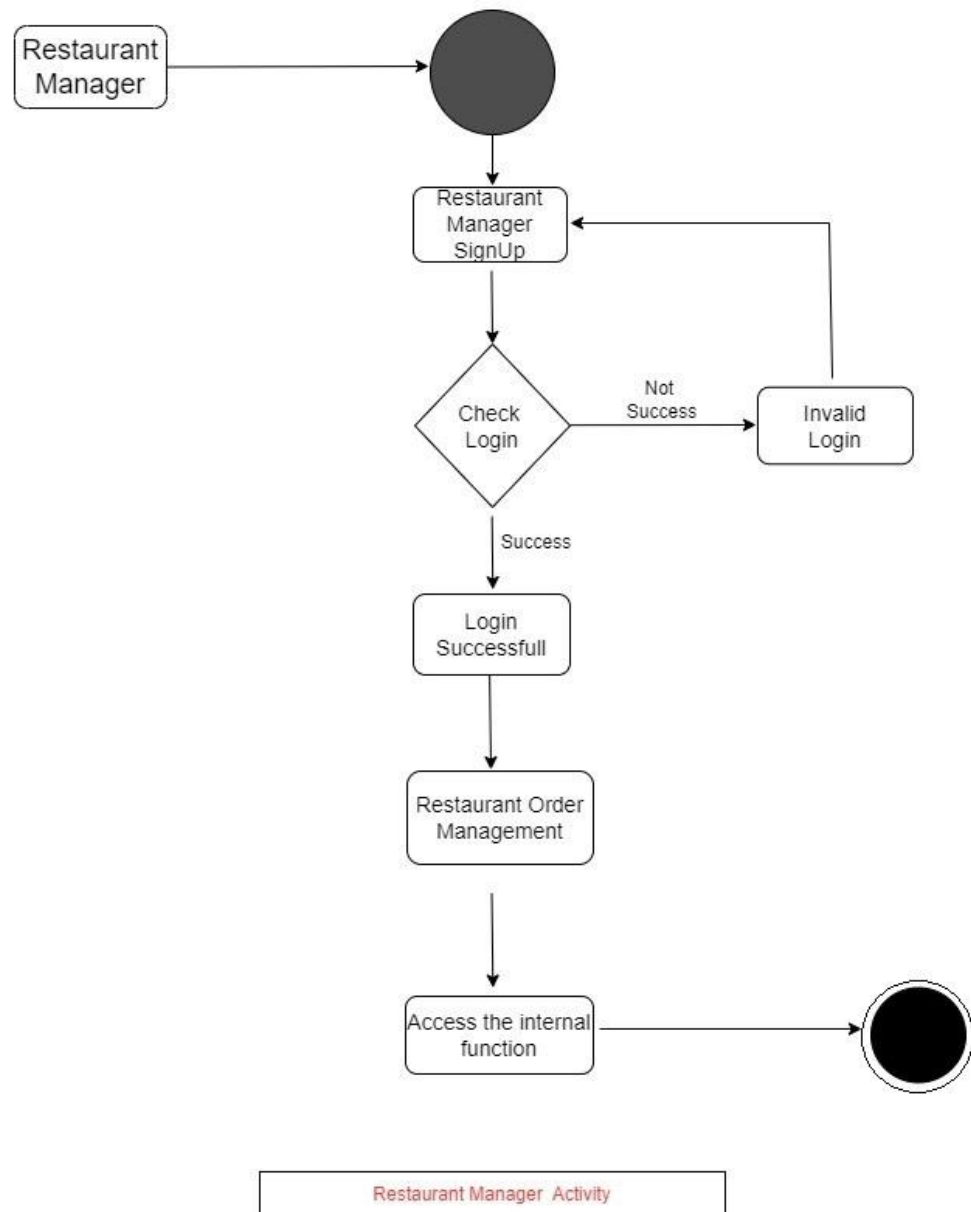 Restaurant
Manager
Restaurant
Manager
SignUp
Check
Login
Not
Success
Invalid
Login
Success
Login
Successfull
Restaurant Order
Management
Access the internal
function
Restaurant Manager Activity